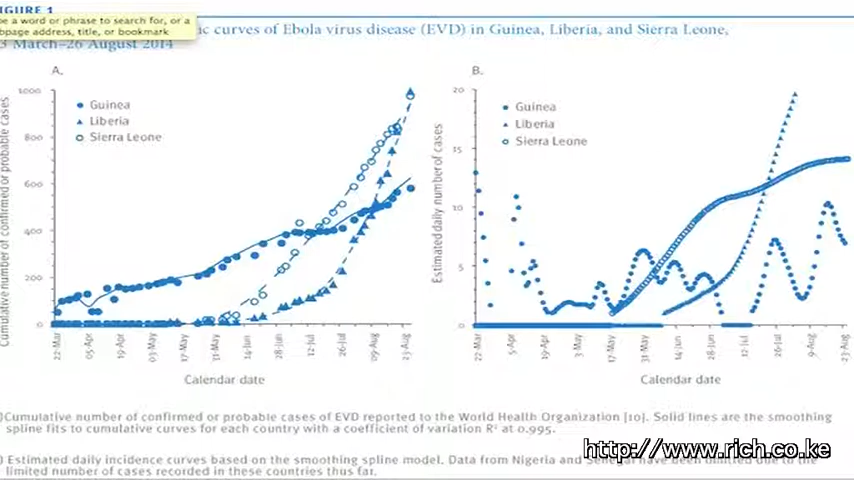 FIGURE 1
be a word or phrase to search for, or a
bpage address, title, or bookmark
ic curves of Ebola virus disease (EVD) in Guinea, Liberia, and Sierra Leone,
3 March–26 August 2014
A.
Guinea
Liberia
Sierra Leone
Cumulative number of confirmed or probable cases
1000
800
600
400
200
0
22-Mar
05-Apr
19-Apr
03-May
17-May
31-May
14-Jun
28-Jun
12-Jul
26-Jul
09-Aug
23-Aug
Calendar date
B.
Guinea
Liberia
Sierra Leone
Estimated daily number of cases
20
15
10
5
0
22-Mar
5-Apr
19-Apr
3-May
17-May
31-May
14-Jun
28-Jun
12-Jul
26-Jul
9-Aug
23-Aug
Calendar date
)Cumulative number of confirmed or probable cases of EVD reported to the World Health Organization [10]. Solid lines are the smoothing
spline fits to cumulative curves for each country with a coefficient of variation R² at 0.995.
) Estimated daily incidence curves based on the smoothing spline model. Data from Nigeria and Senegal have been omitted due to the
limited number of cases recorded in these countries thus far.
http://www.rich.co.ke